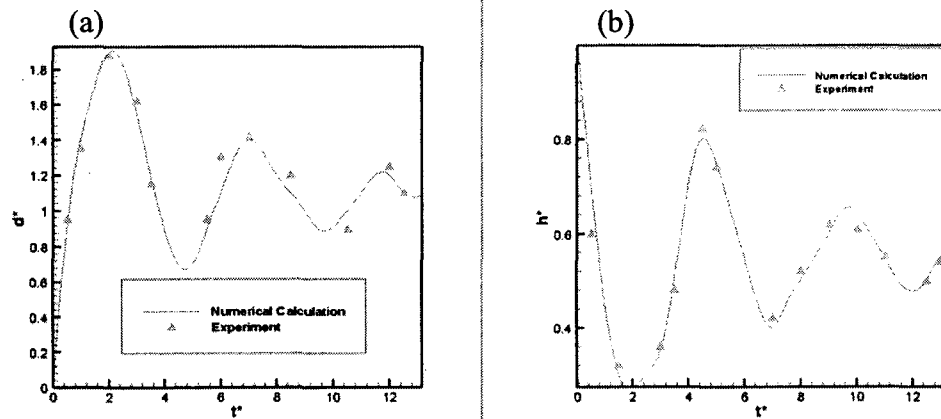 (a)
1.8
1.6
1.4
1.2
1
0.8
0.6
0.4
0.2
0
d*
Numerical Calculation
Experiment
0 2 4 6 8 10 12
t*
(b)
0.8
0.6
0.4
h*
Numerical Calculation
Experiment
0 2 4 6 8 10 12
t*